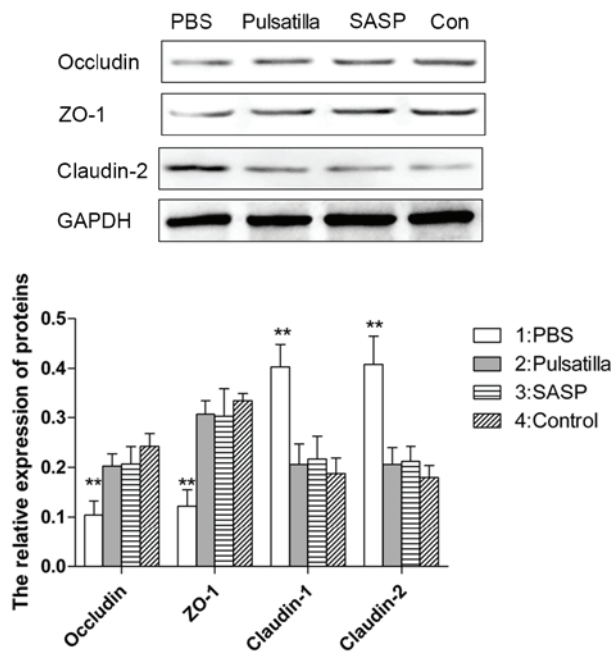 PBS Pulsatilla SASP Con
Occludin
ZO-1
Claudin-2
GAPDH
The relative expression of proteins
0.5
0.4
0.3
0.2
0.1
0.0
**
**
**
**
Occludin
ZO-1
Claudin-1
Claudin-2
1:PBS
2:Pulsatilla
3:SASP
4:Control